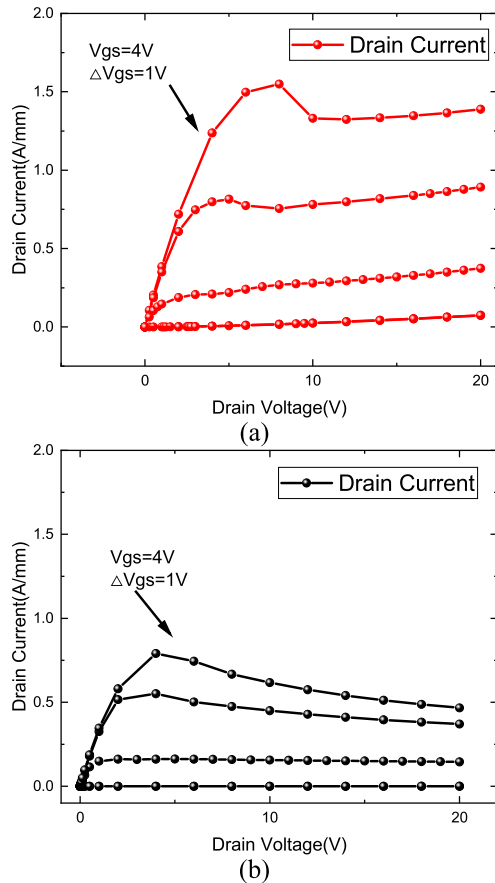 2.0
Drain Current
Vgs=4V
△Vgs=1V
1.5
1.0
0.5
0.0
Drain Current(A/mm)
0
10
20
Drain Voltage(V)
(a)
2.0
Drain Current
1.5
Vgs=4V
△Vgs=1V
1.0
0.5
0.0
Drain Current(A/mm)
0
10
20
Drain Voltage(V)
(b)